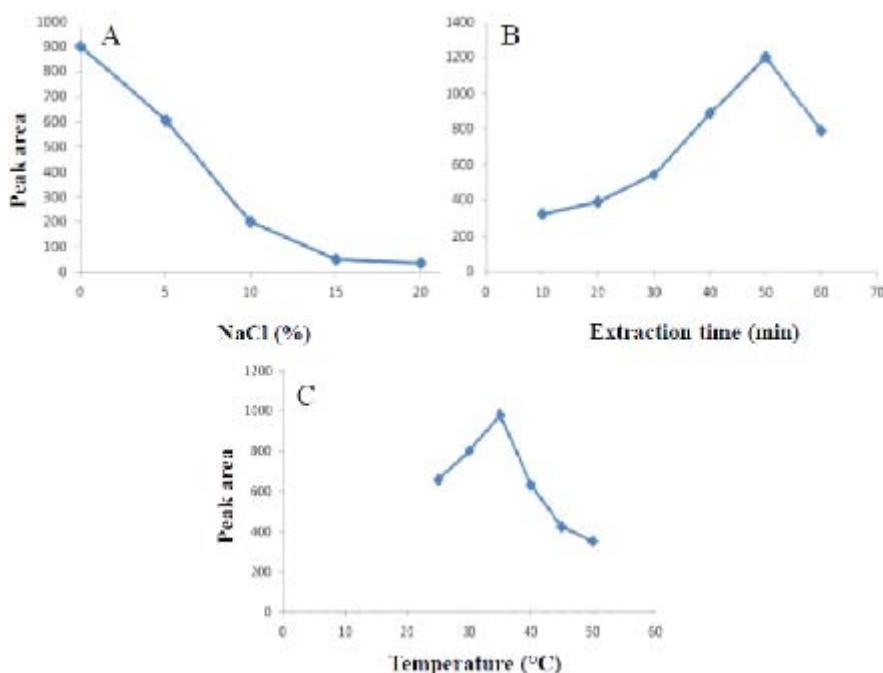 A
Peak area
1000
900
800
700
600
500
400
300
200
100
0
0 5 10 15 20
NaCl (%)
B
1400
1200
1000
800
600
400
200
0
0 10 20 30 40 50 60 70
Extraction time (min)
C
Peak area
1200
1000
800
600
400
200
0
0 10 20 30 40 50 60
Temperature (°C)